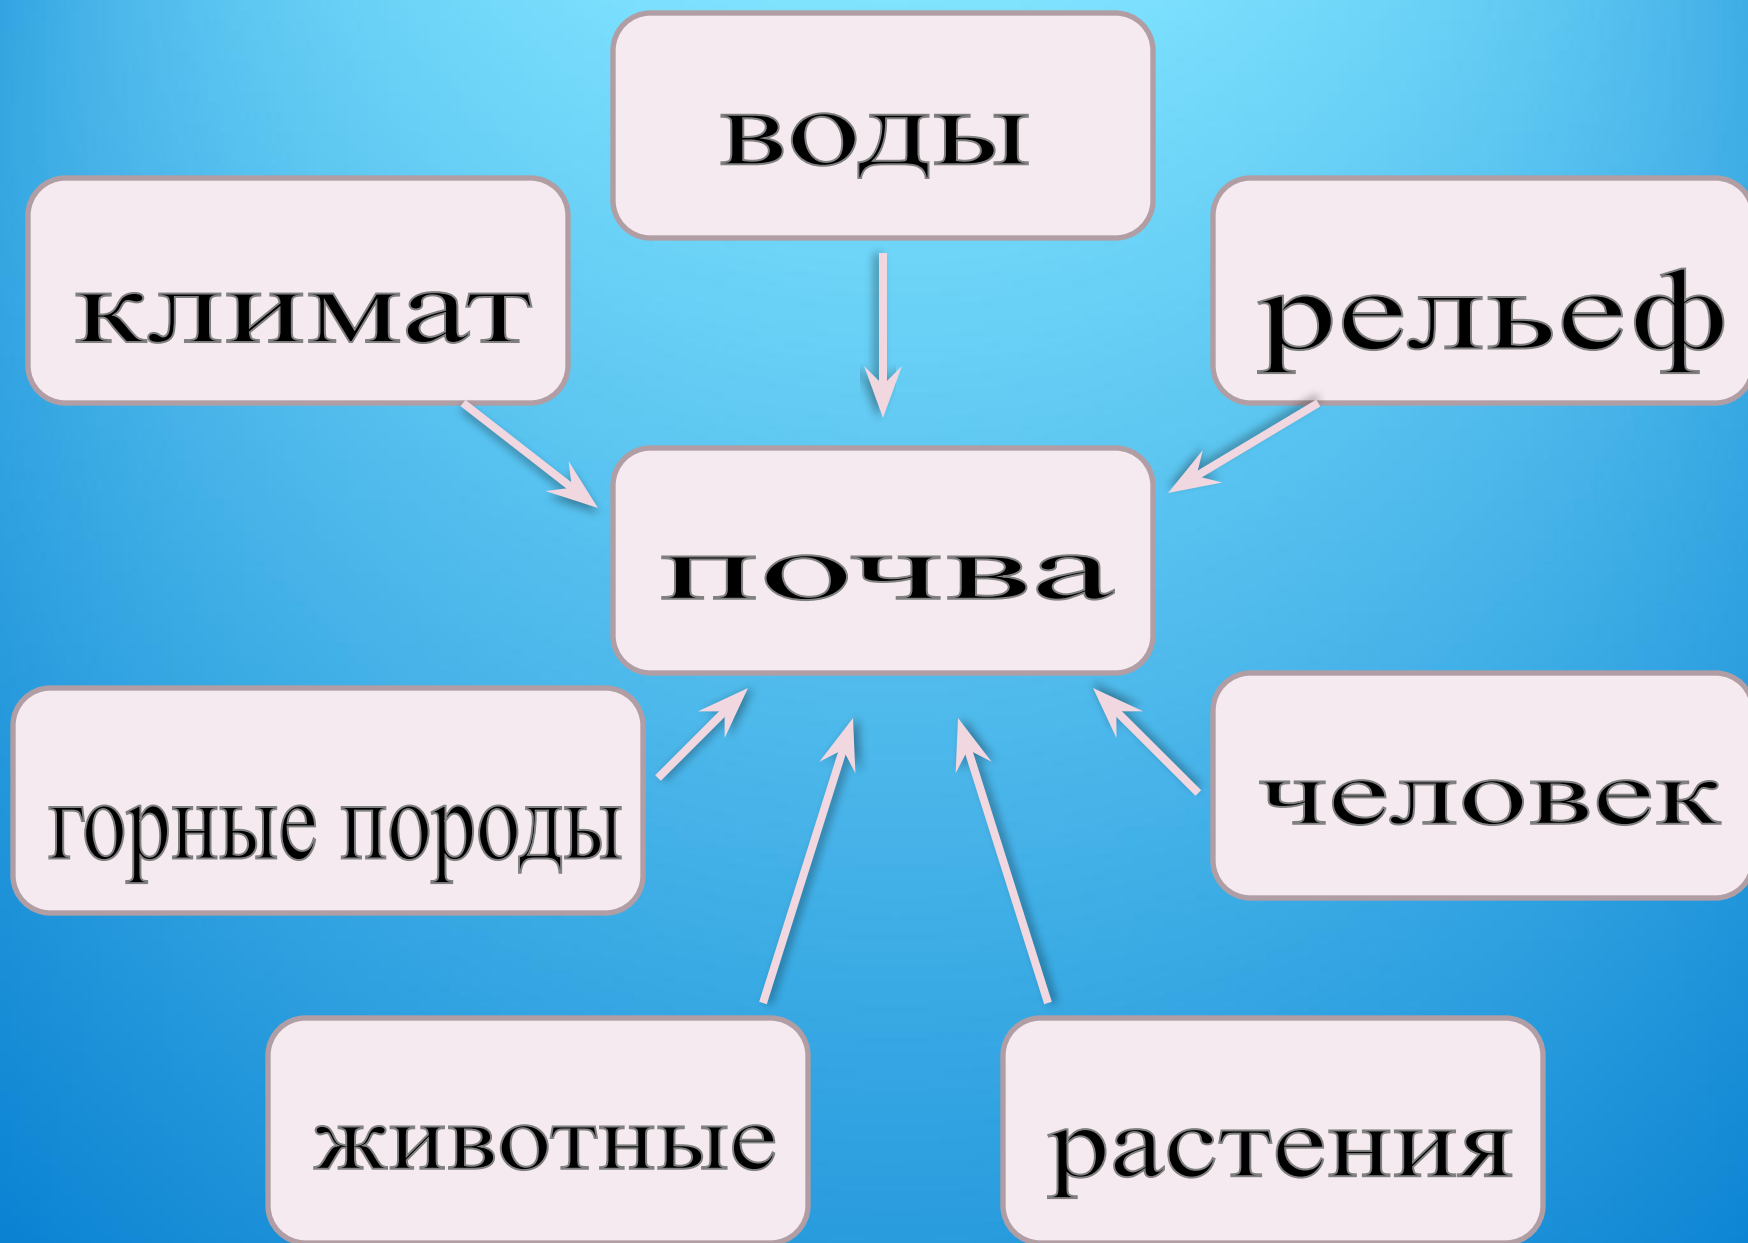 воды
климат
рельеф
почва
горные породы
человек
животные
растения